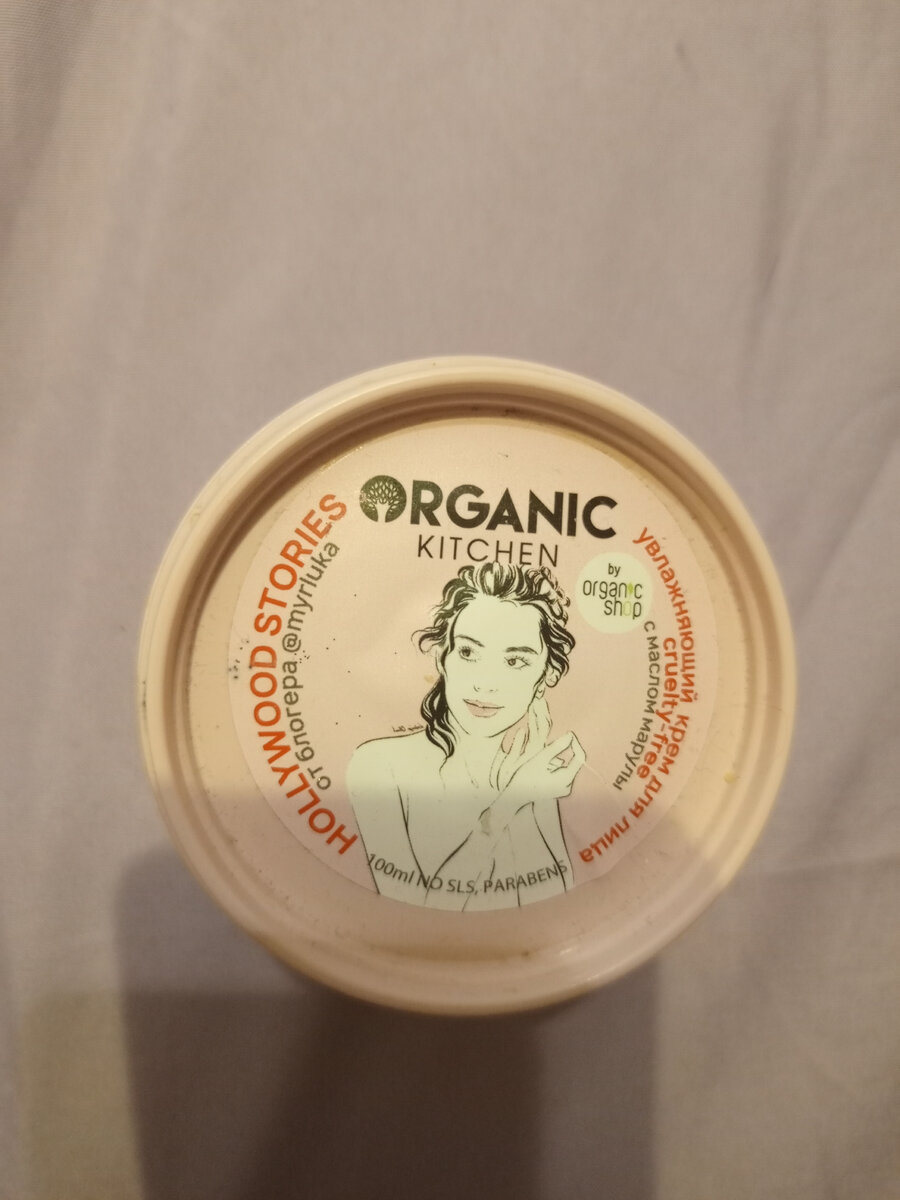 ORGANIC
KITCHEN
by
organic
shop
HOLLYWOOD STORIES
от блогера @myrluka
увлажняющий крем для лица
cruelty-free
с маслом марулы
100ml NO SLS, PARABENS